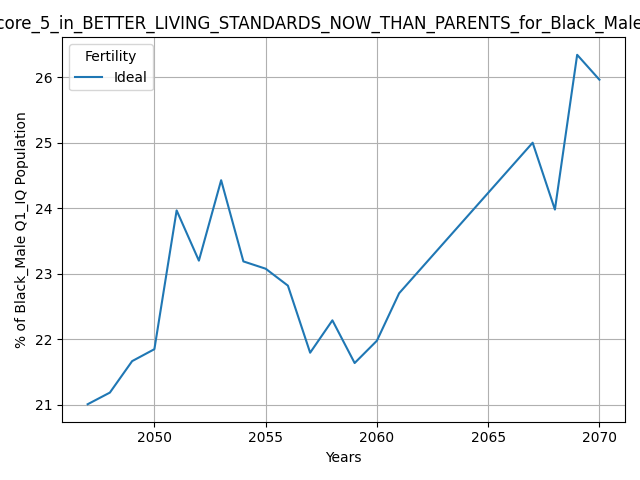 core_5_in_BETTER_LIVING_STANDARDS_NOW_THAN_PARENTS_for_Black_Male
Fertility
Ideal
% of Black_Male Q1_IQ Population
26
25
24
23
22
21
2050
2055
2060
2065
2070
Years